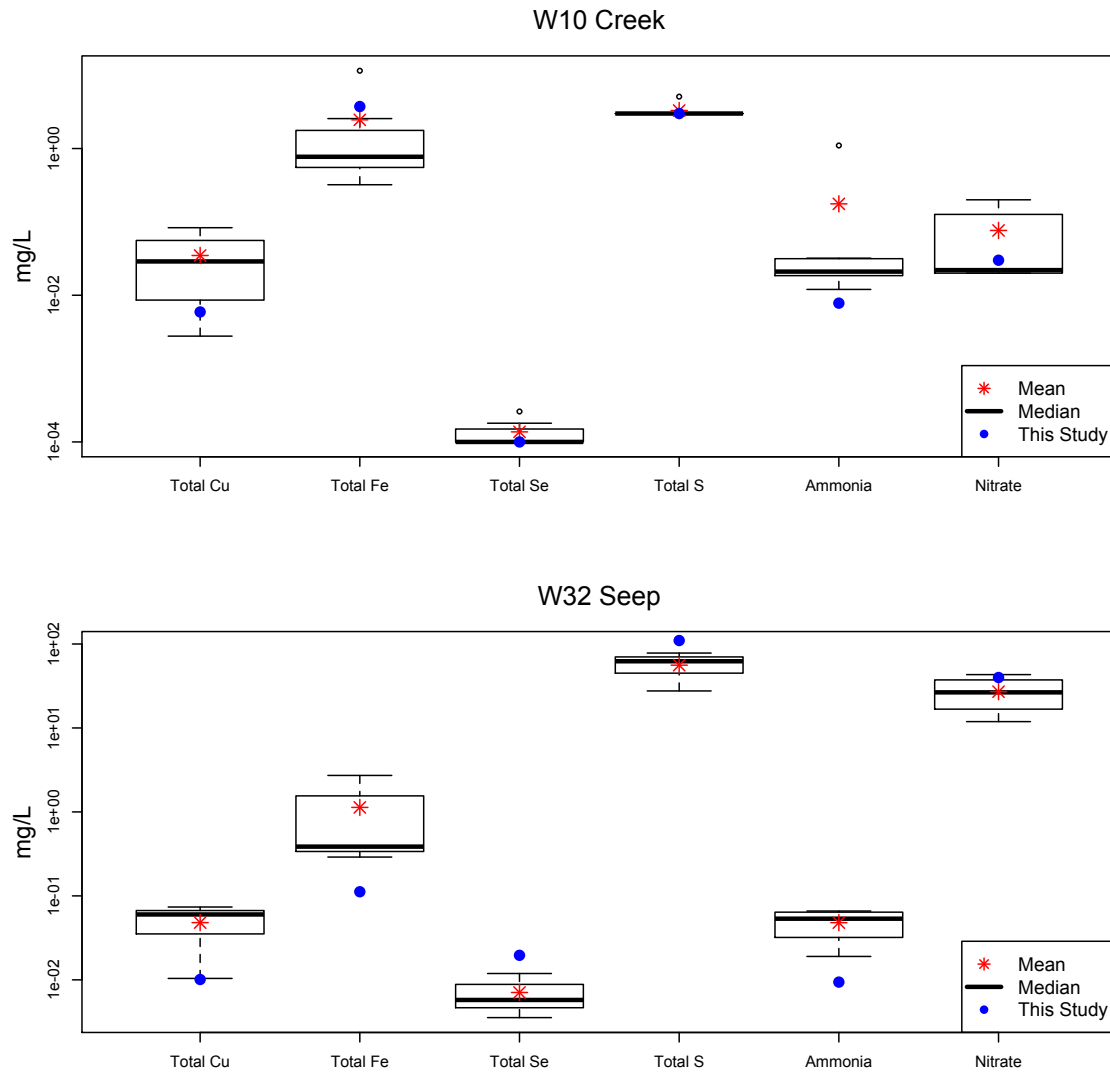 W10 Creek
mg/L
1e+00
1e-02
1e-04
Total Cu Total Fe Total Se Total S Ammonia Nitrate
Mean
Median
This Study
W32 Seep
mg/L
1e+02
1e+01
1e+00
1e-01
1e-02
Total Cu Total Fe Total Se Total S Ammonia Nitrate
Mean
Median
This Study